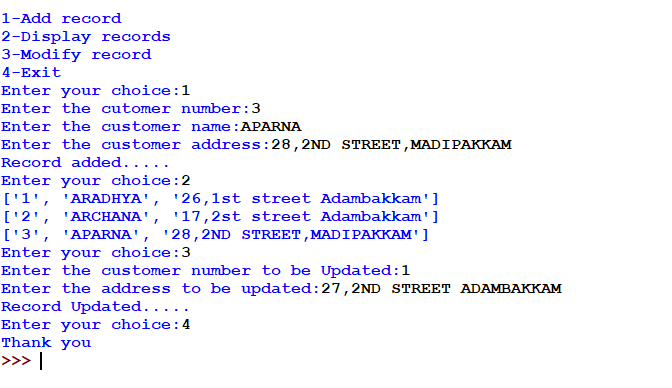 1-Add record
2-Display records
3-Modify record
4-Exit
Enter your choice:1
Enter the cutomer number:3
Enter the customer name:APARNA
Enter the customer address:28,2ND STREET,MADIPAKKAM
Record added.....
Enter your choice:2
['1', 'ARADHYA', '26,1st street Adambakkam']
['2', 'ARCHANA', '17,2st street Adambakkam']
['3', 'APARNA', '28,2ND STREET,MADIPAKKAM']
Enter your choice:3
Enter the customer number to be Updated:1
Enter the address to be updated:27,2ND STREET ADAMBAKKAM
Record Updated.....
Enter your choice:4
Thank you
>>>